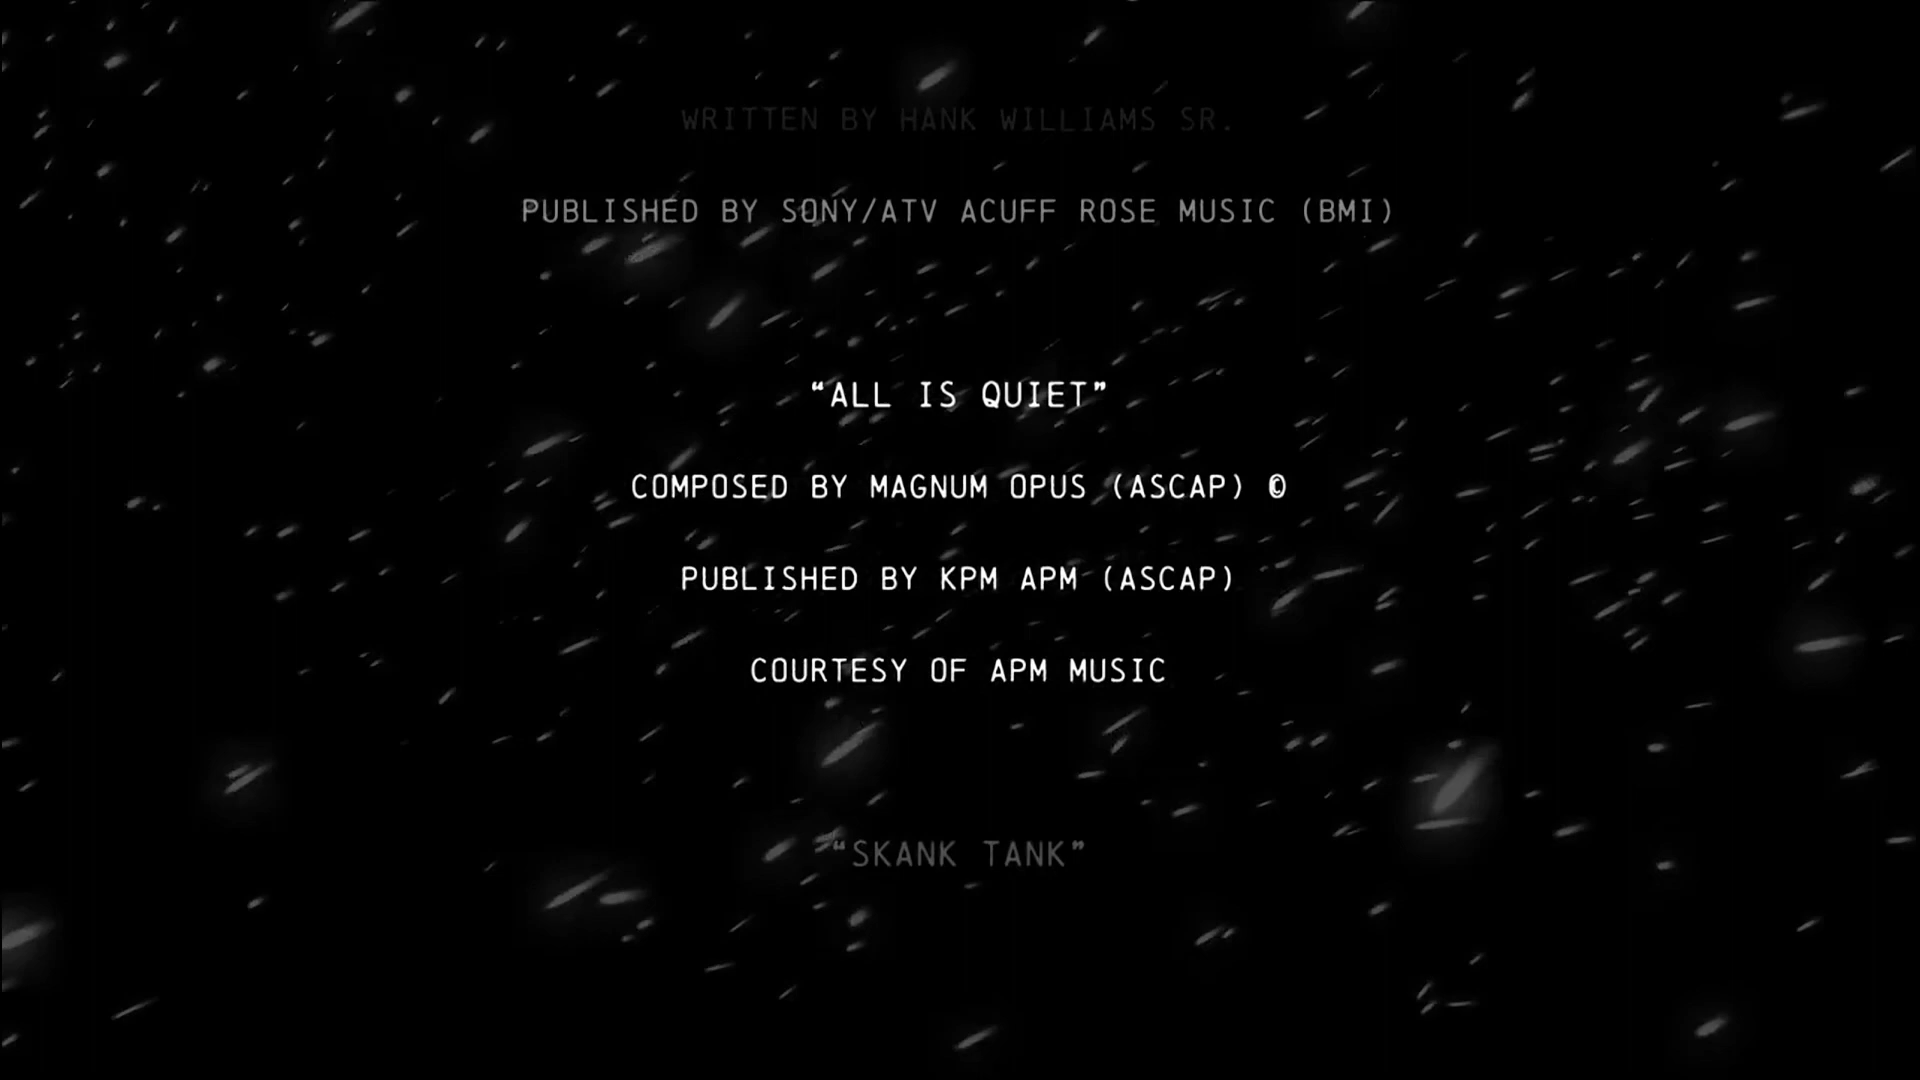 WRITTEN BY HANK WILLIAMS SR.
PUBLISHED BY SONY/ATV ACUFF ROSE MUSIC (BMI)
“ALL IS QUIET”
COMPOSED BY MAGNUM OPUS (ASCAP) ©
PUBLISHED BY KPM APM (ASCAP)
COURTESY OF APM MUSIC
“SKANK TANK”